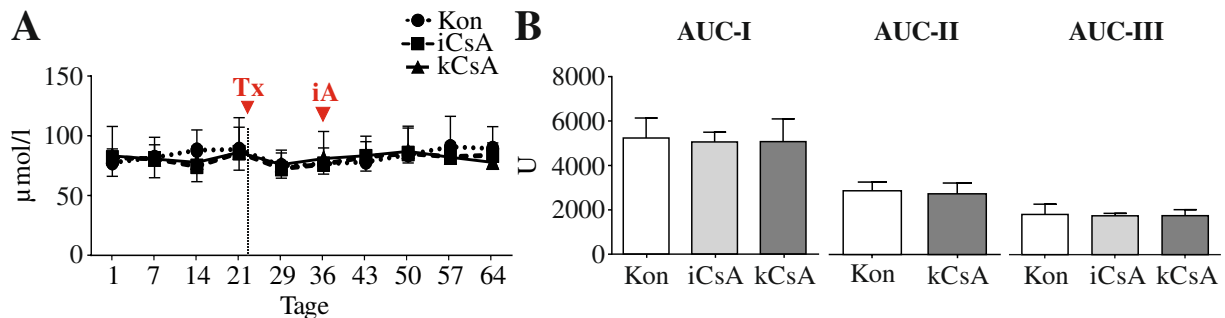 A
Kon
iCsA
kCsA
150
100
50
0
µmol/l
Tx
iA
1 7 14 21 29 36 43 50 57 64
Tage
B
AUC-I AUC-II AUC-III
8000
6000
4000
2000
0
U
Kon iCsA kCsA Kon kCsA Kon iCsA kCsA